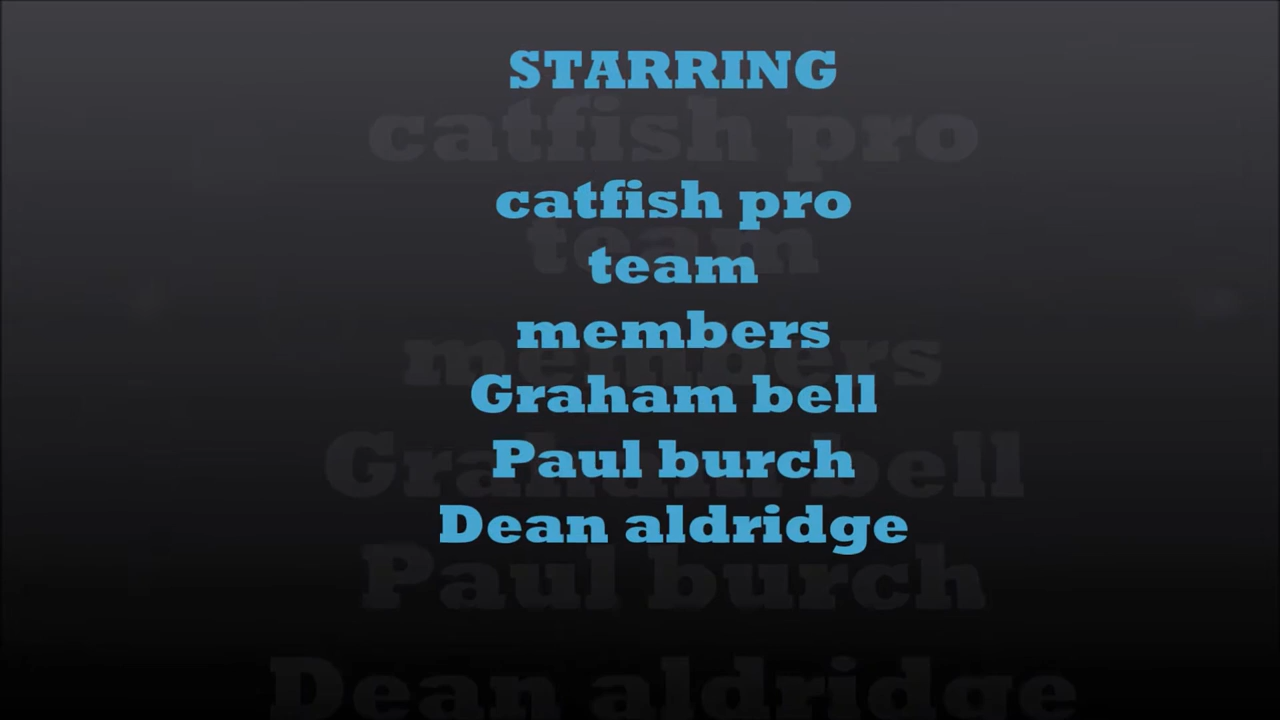 STARRING
catfish pro
team
members
Graham bell
Paul burch
Dean aldridge